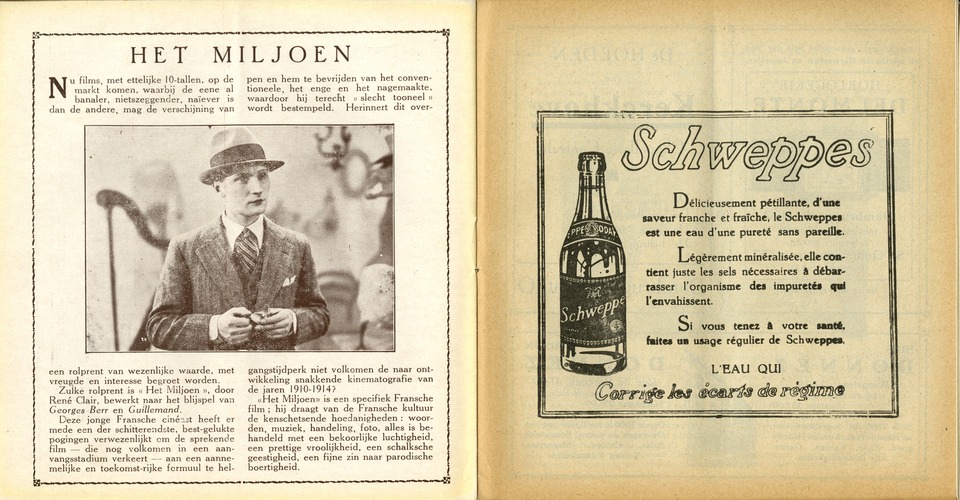 HET MILJOEN
Nu films, met ettelijke 10-tallen, op de
markt komen, waarbij de eene al
banaler, nietszeggender, naïever is
dan de andere, mag de verschijning van
een rolprent van wezenlijke waarde, met
vreugde en interesse begroet worden.
Zulke rolprent is « Het Miljoen », door
René Clair, bewerkt naar het blijspel van
Georges Berr en Guillemand.
Deze jonge Fransche cinéast heeft er
mede een der schitterendste, best-gelukte
pogingen verwezenlijkt om de sprekende
film — die nog volkomen in een aan-
vangsstadium verkeert — aan een aanne-
melijke en toekomst-rijke formuul te hel-
pen en hem te bevrijden van het conven-
tioneele, het enge en het nagemaakte,
waardoor hij terecht « slecht tooneel »
wordt bestempeld. Herinnert dit over-
gangstijdperk niet volkomen de naar ont-
wikkeling snakkende kinematografie van
de jaren 1910-1914?
«Het Miljoen» is een specifiek Fransche
film ; hij draagt van de Fransche kultuur
de kenschetsende hoedanigheden : woor-
den, muziek, handeling, foto, alles is be-
handeld met een bekoorlijke luchtigheid,
een prettige vroolijkheid, een schalksche
geestigheid, een fijne zin naar parodische
boertigheid.
Schweppes
Délicieusement pétillante, d'une
saveur franche et fraîche, le Schweppes
est une eau d'une pureté sans pareille.
Légèrement minéralisée, elle con-
tient juste les sels nécessaires à débar-
rasser l'organisme des impuretés qui
l'envahissent.
Si vous tenez à votre santé,
faites un usage régulier de Schweppes.
L'EAU QUI
Corrige les écarts de régime
PPE SODA
Schweppe